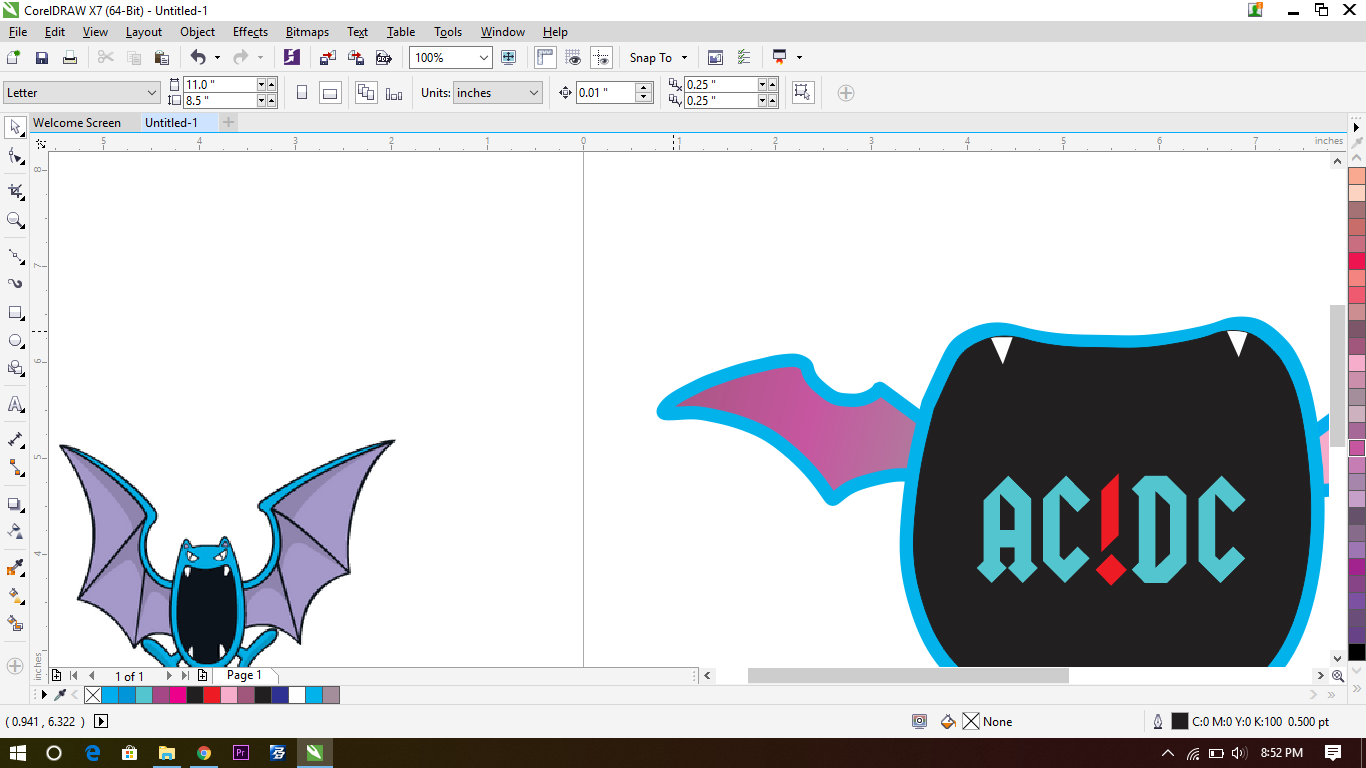 CorelDRAW X7 (64-Bit) - Untitled-1
File Edit View Layout Object Effects Bitmaps Text Table Tools Window Help
100% Snap To
Letter 11.0 " 8.5 " Units: inches 0.01 " 0.25 " 0.25 "
Welcome Screen Untitled-1
5 4 3 2 1 0 1 2 3 4 5 6 7 inches
8
7
6
5
4
inches
AC!DC
1 of 1 Page 1
( 0.941 , 6.322 ) None C:0 M:0 Y:0 K:100 0.500 pt
Pr 8:52 PM